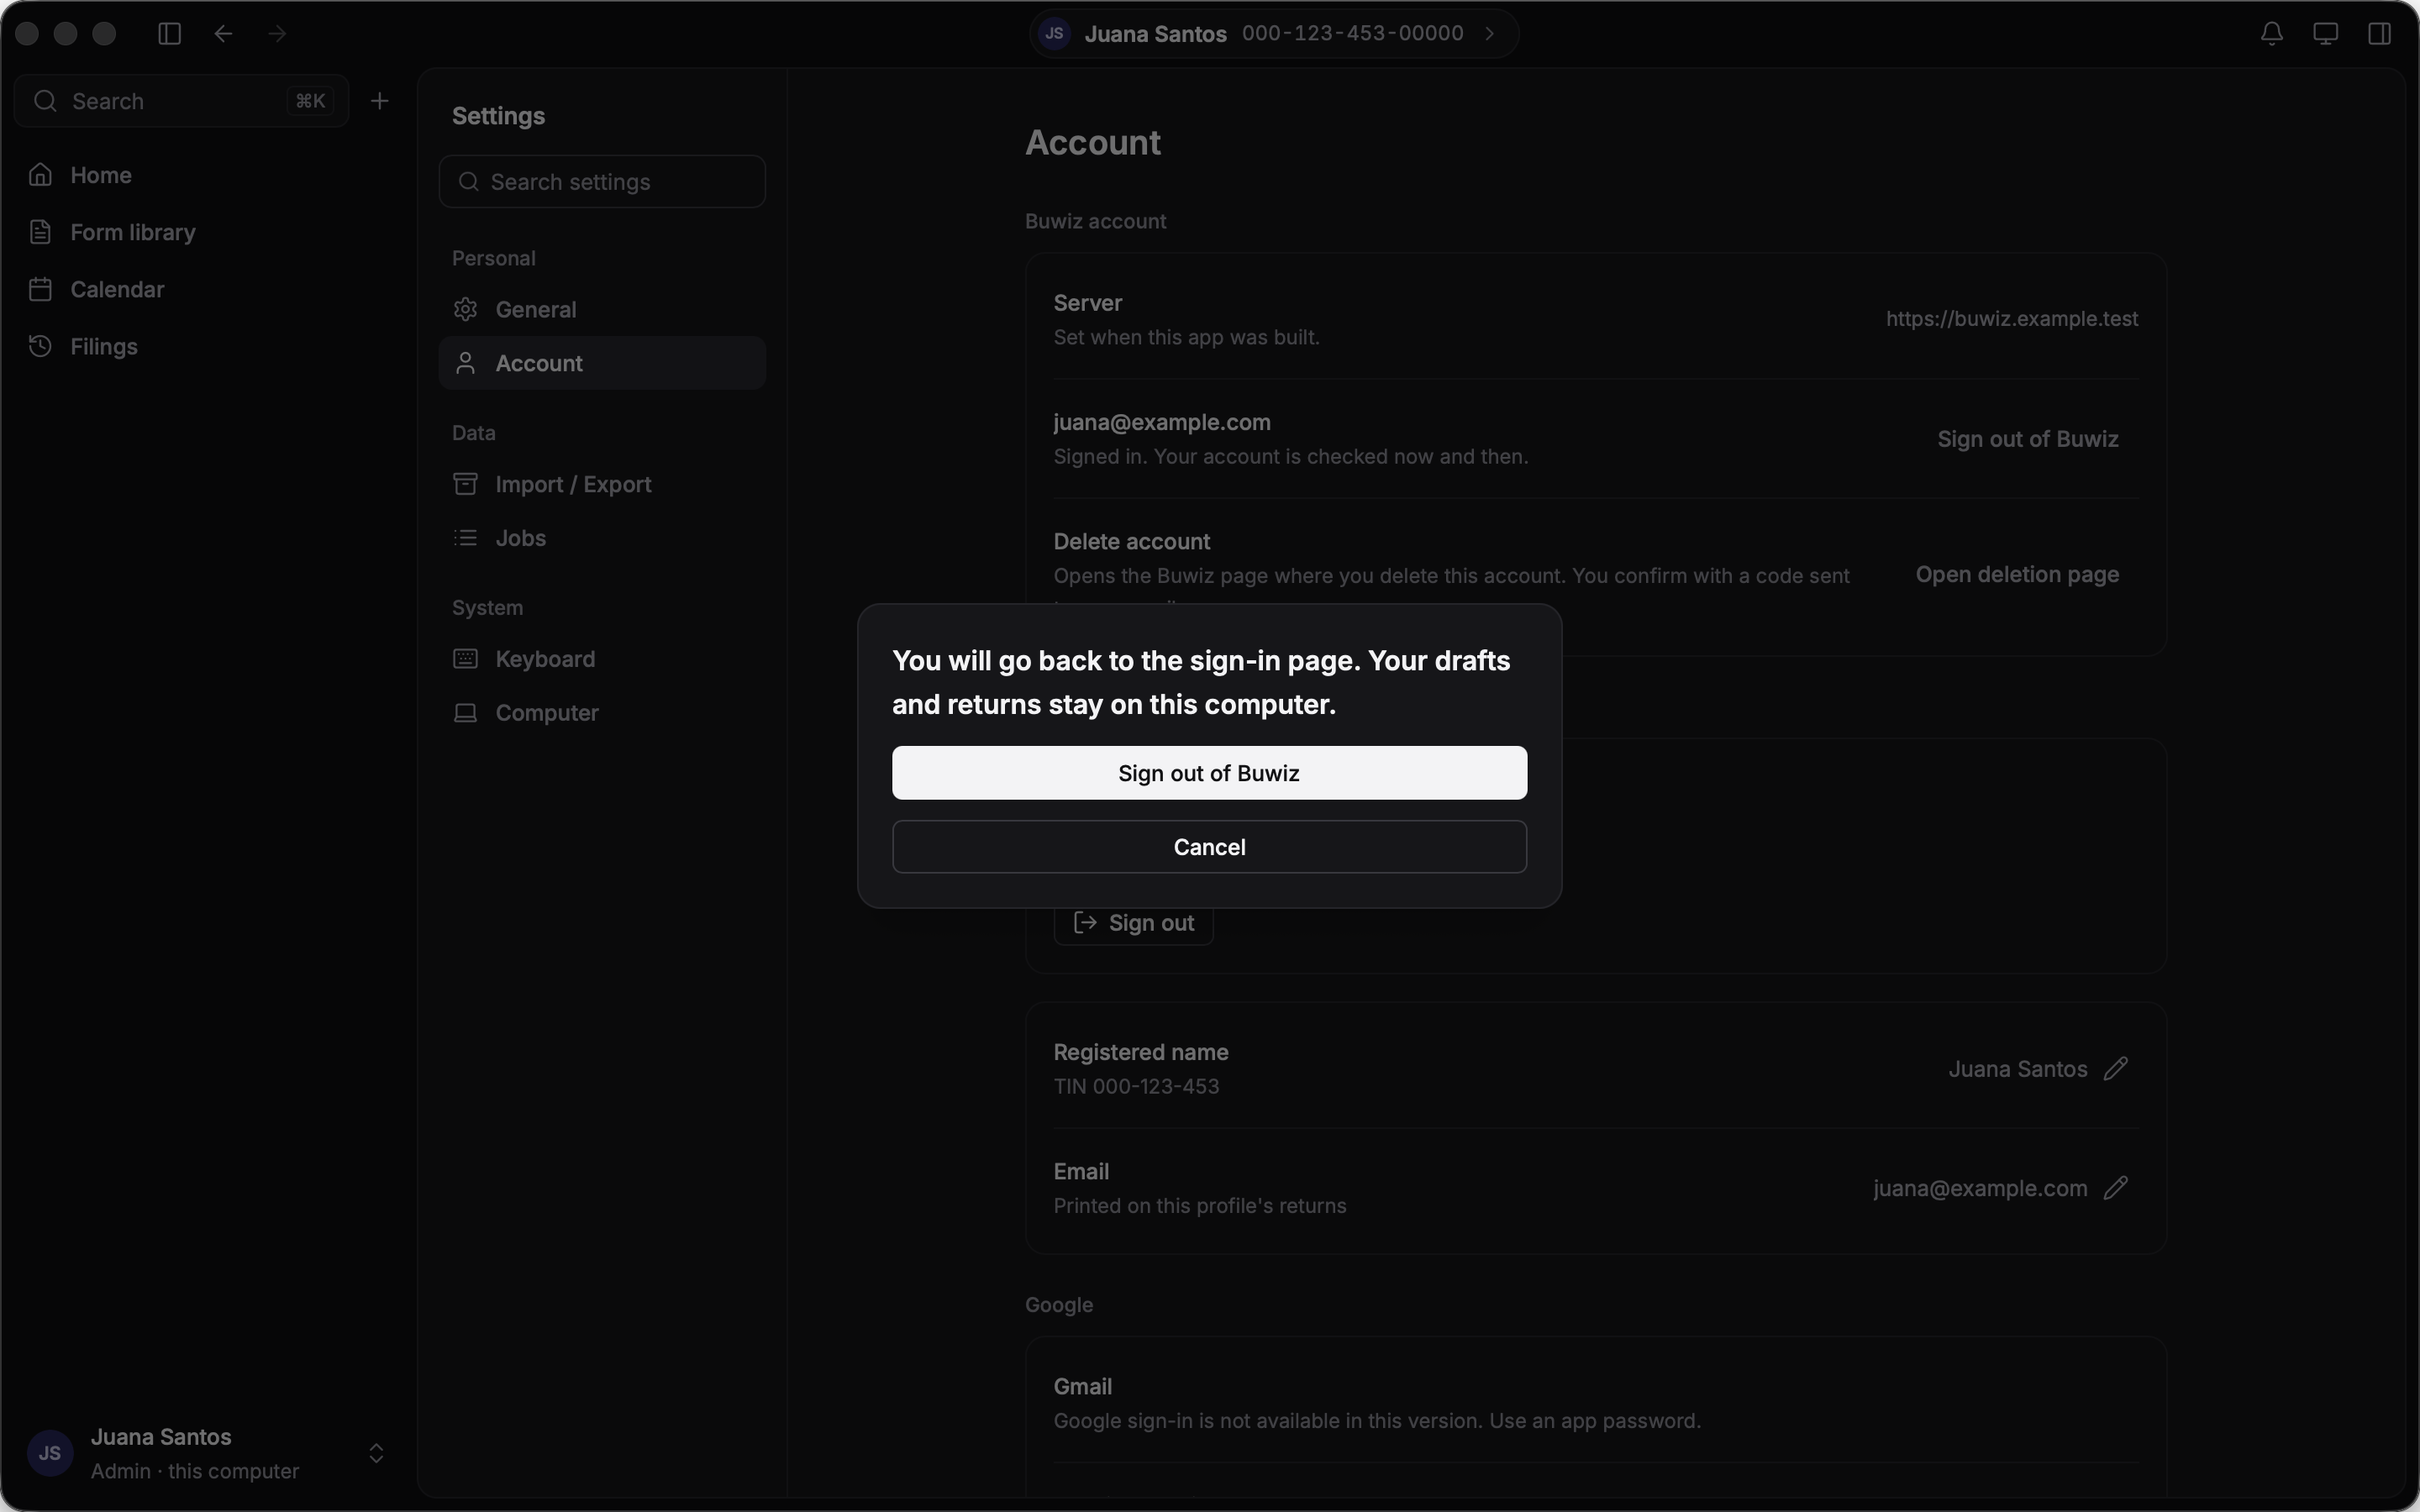 JS Juana Santos 000-123-453-00000
Search ⌘K
Home
Form library
Calendar
Filings
Settings
Search settings
Personal
General
Account
Data
Import / Export
Jobs
System
Keyboard
Computer
Account
Buwiz account
Server
Set when this app was built.
https://buwiz.example.test
juana@example.com
Signed in. Your account is checked now and then.
Sign out of Buwiz
Delete account
Opens the Buwiz page where you delete this account. You confirm with a code sent
Open deletion page
You will go back to the sign-in page. Your drafts
and returns stay on this computer.
Sign out of Buwiz
Cancel
Sign out
Registered name
TIN 000-123-453
Juana Santos
Email
Printed on this profile's returns
juana@example.com
Google
Gmail
Google sign-in is not available in this version. Use an app password.
JS
Juana Santos
Admin · this computer